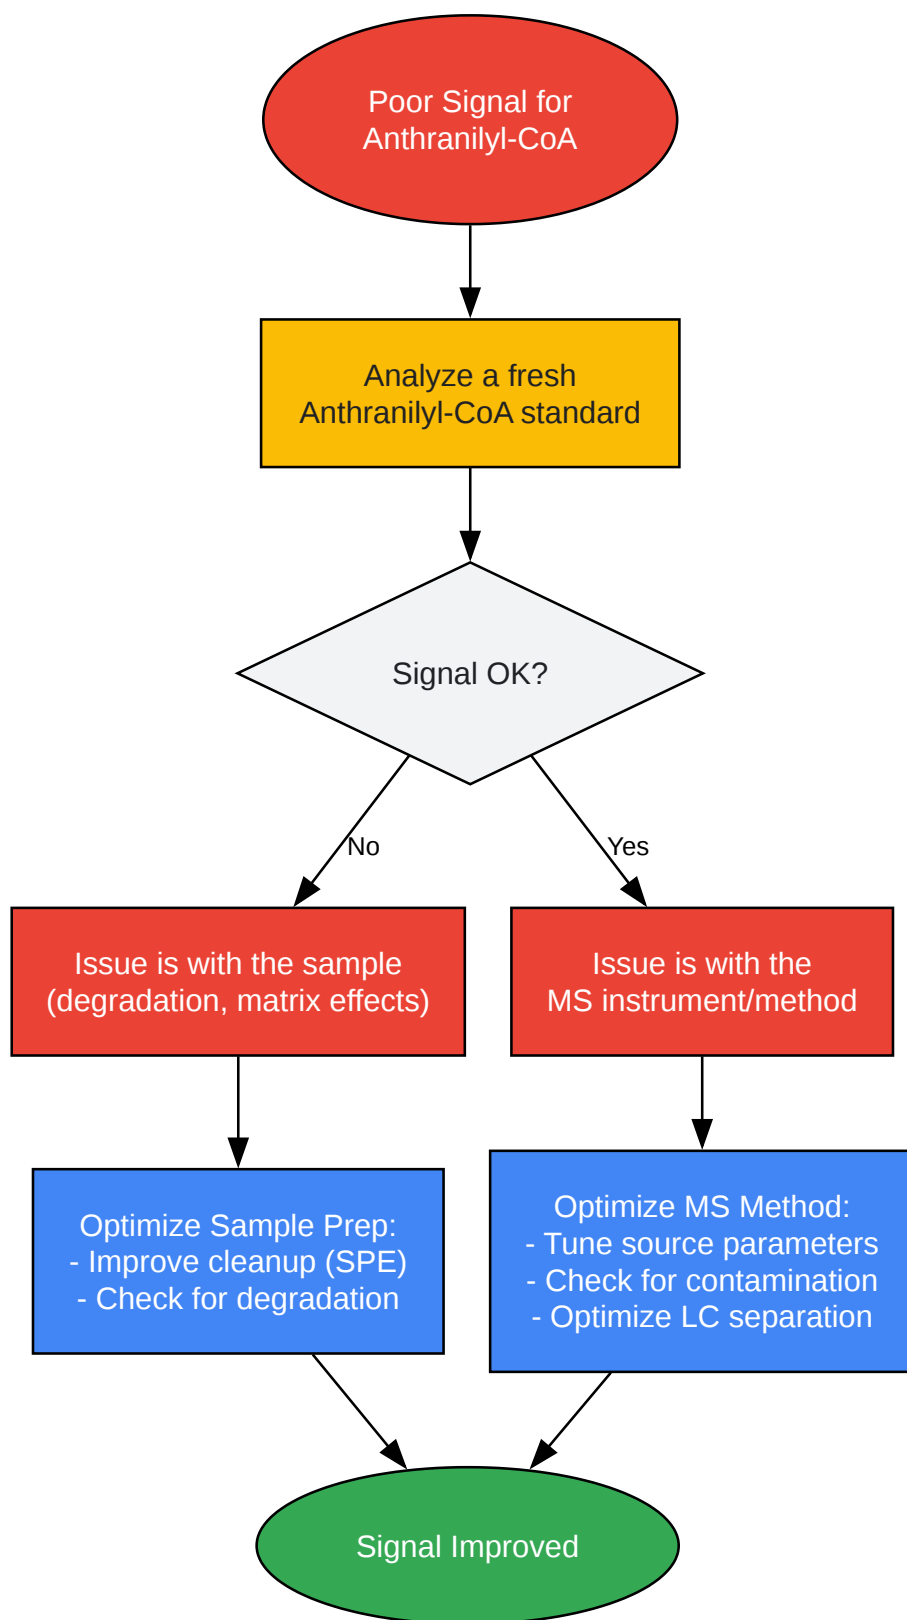 Poor Signal for
Anthranilyl-CoA
Analyze a fresh
Anthranilyl-CoA standard
Signal OK?
No
Yes
Issue is with the sample
(degradation, matrix effects)
Issue is with the
MS instrument/method
Optimize Sample Prep:
- Improve cleanup (SPE)
- Check for degradation
Optimize MS Method:
- Tune source parameters
- Check for contamination
- Optimize LC separation
Signal Improved